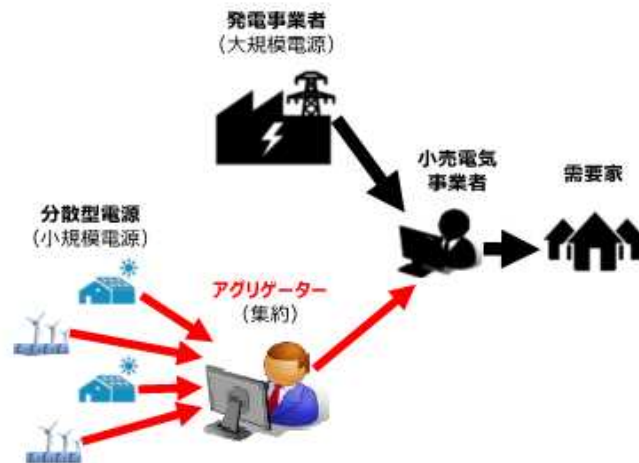 発電事業者
(大規模電源)
小売電気
事業者
需要家
分散型電源
(小規模電源)
アグリゲーター
(集約)